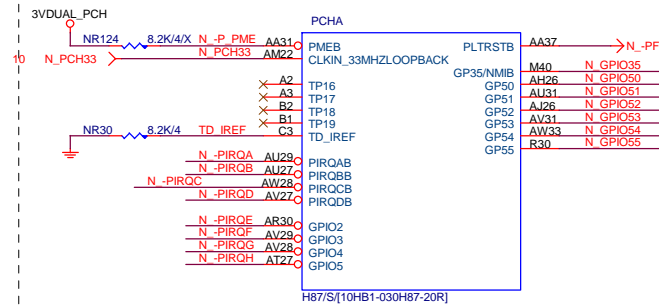 3VDUAL_PCH
PCHA
NR124 8.2K/4/X N_-P_PME AA31 PMEB PLTRSTB AA37 N_-PF
10 N_PCH33 N_PCH33 AM22 CLKIN_33MHZLOOPBACK
GP35/NMIB M40 N_GPIO35
A2 TP16 GP50 AH26 N_GPIO50
A3 TP17 GP51 AU31 N_GPIO51
B2 TP18 GP52 AJ26 N_GPIO52
B1 TP19 GP53 AV31 N_GPIO53
NR30 8.2K/4 TD_IREF C3 TD_IREF GP54 AW33 N_GPIO54
GP55 R30 N_GPIO55
N_-PIRQA AU29 PIRQAB
N_-PIRQB AU27 PIRQBB
N_-PIRQC AW28 PIRQCB
N_-PIRQD AV27 PIRQDB
N_-PIRQE AR30 GPIO2
N_-PIRQF AV29 GPIO3
N_-PIRQG AV28 GPIO4
N_-PIRQH AT27 GPIO5
H87/S/[10HB1-030H87-20R]